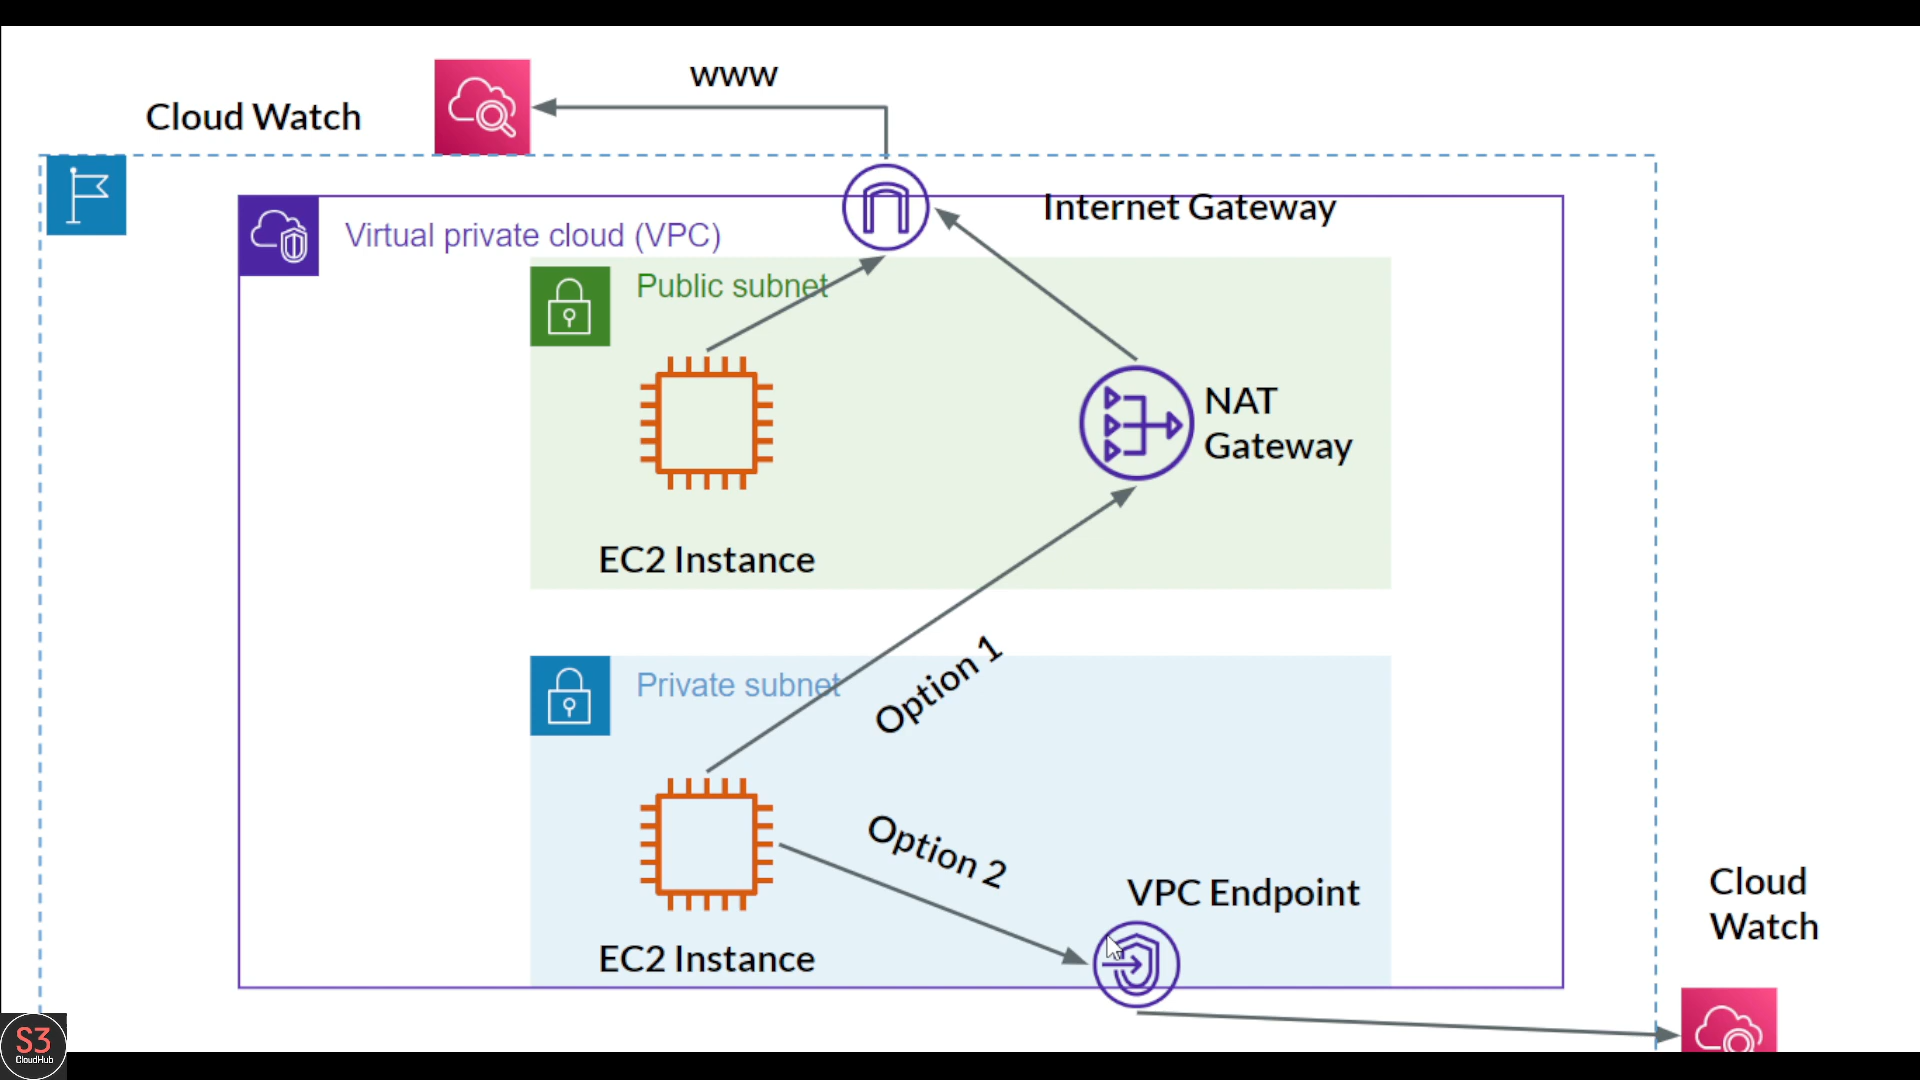 www
Cloud Watch
Internet Gateway
Virtual private cloud (VPC)
Public subnet
NAT
Gateway
EC2 Instance
Option 1
Private subnet
Option 2
VPC Endpoint
Cloud
Watch
EC2 Instance
S3
CloudHub